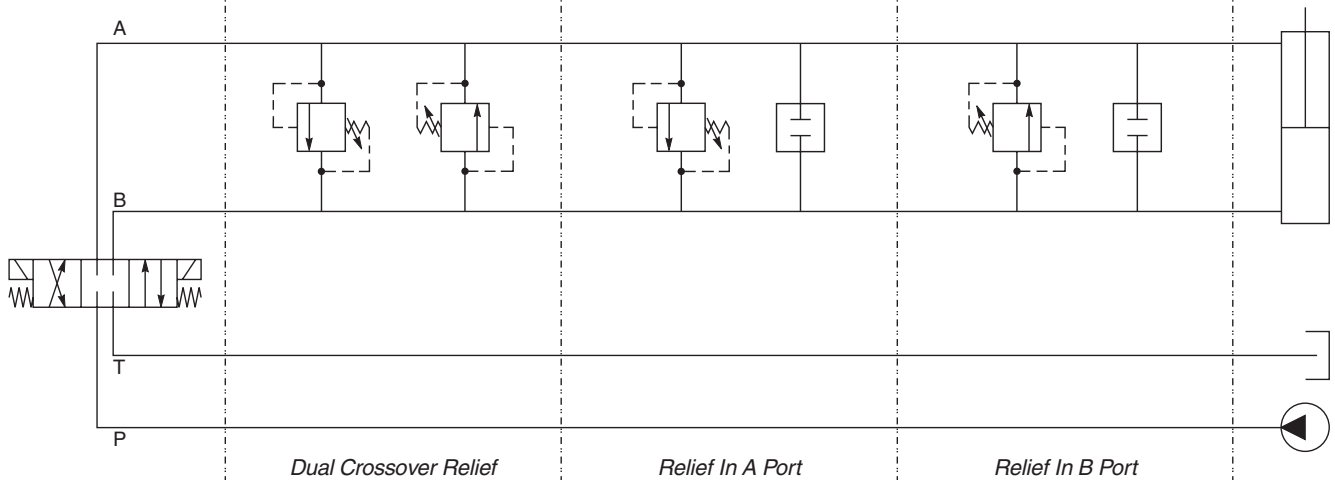 A
B
T
P
Dual Crossover Relief
Relief In A Port
Relief In B Port